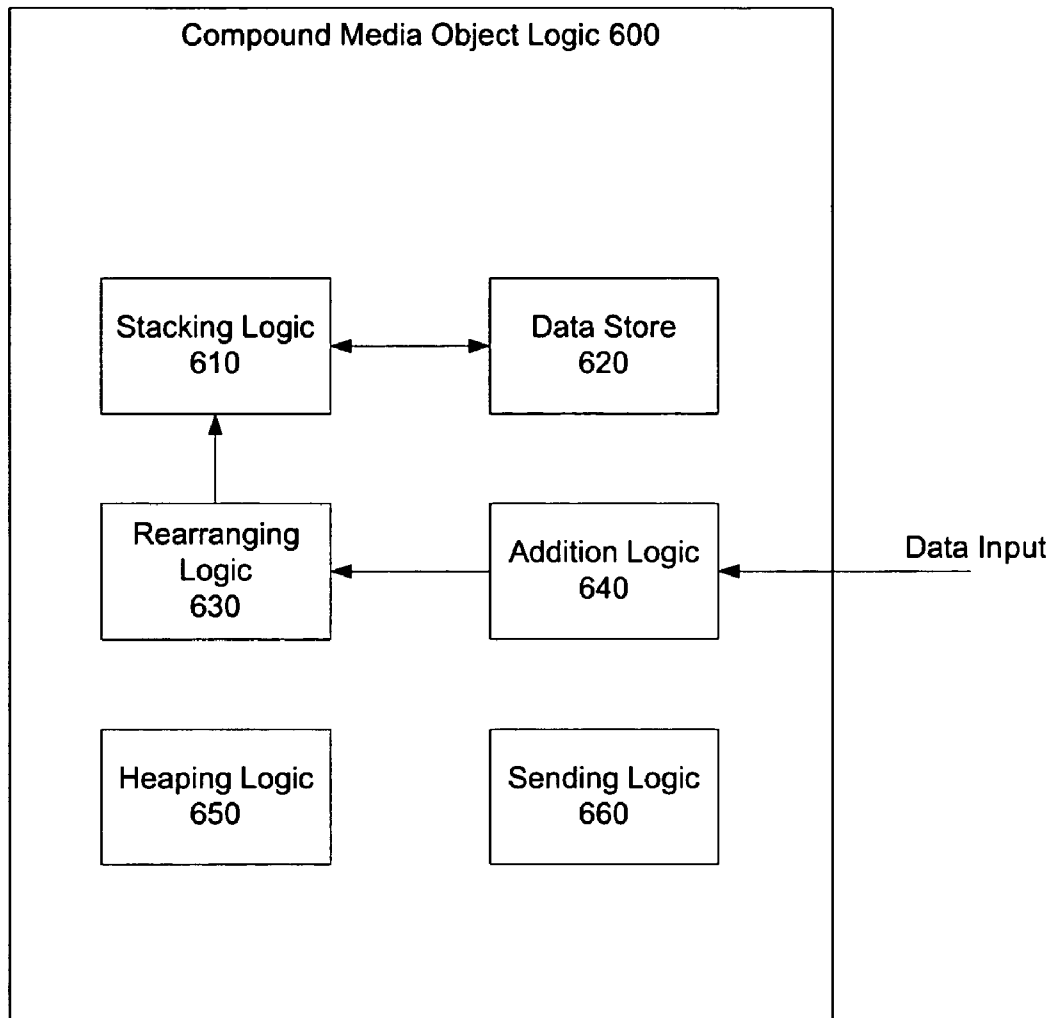 Compound Media Object Logic 600
Stacking Logic
610
Data Store
620
Rearranging
Logic
630
Addition Logic
640
Data Input
Heaping Logic
650
Sending Logic
660